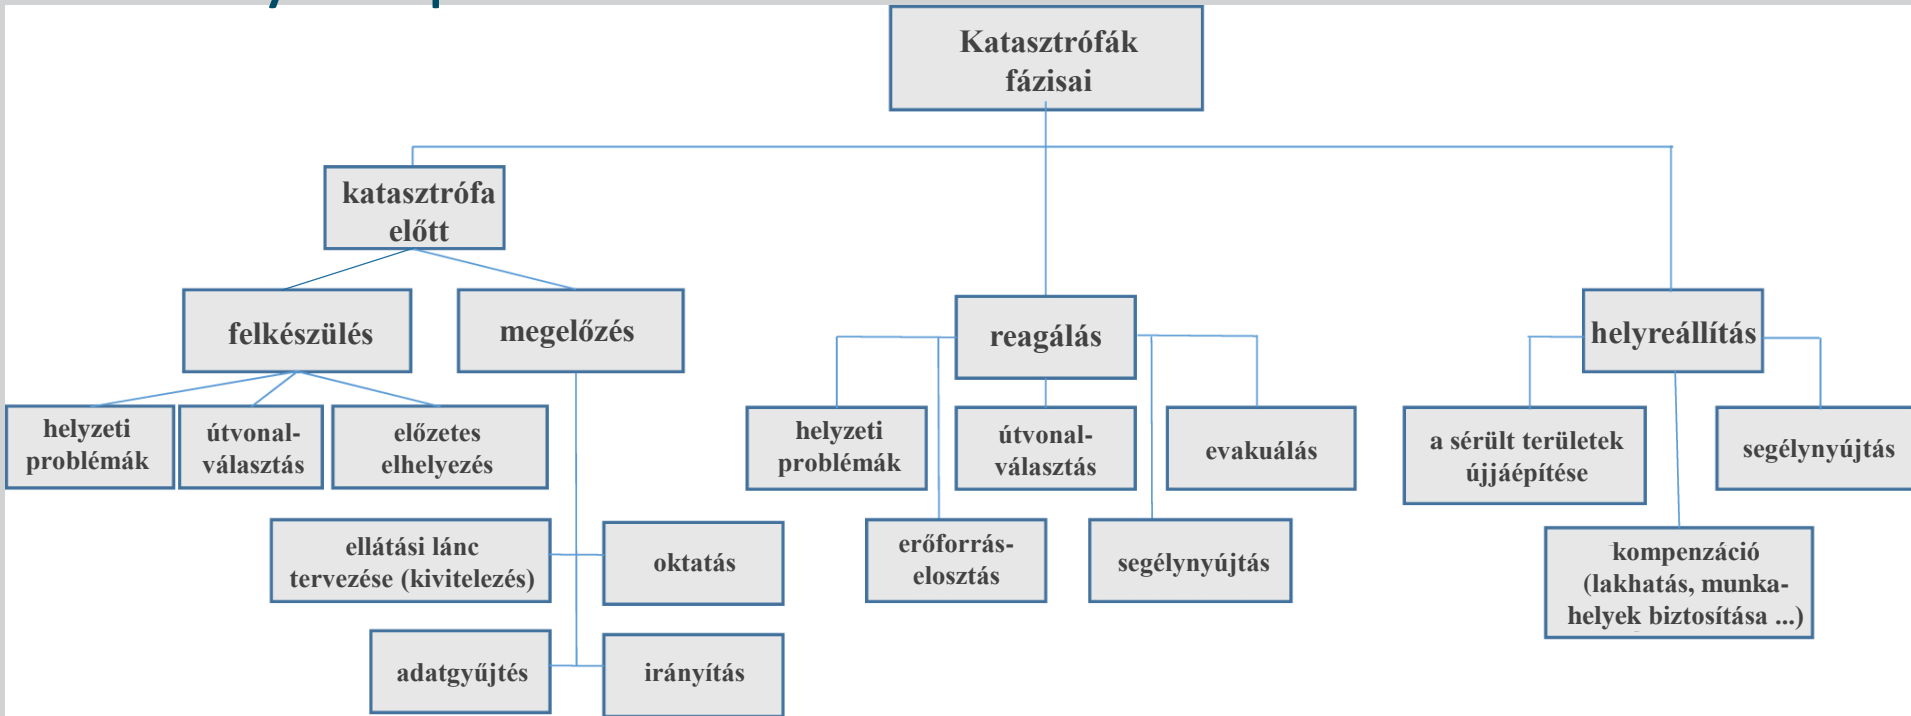 Katasztrófák
fázisai
katasztrófa
előtt
felkészülés
megelőzés
reagálás
helyreállítás
helyzeti
problémák
útvonal-
választás
előzetes
elhelyezés
helyzeti
problémák
útvonal-
választás
evakuálás
a sérült területek
újjáépítése
segélynyújtás
ellátási lánc
tervezése (kivitelezés)
oktatás
erőforrás-
elosztás
segélynyújtás
kompenzáció
(lakhatás, munka-
helyek biztosítása ...)
adatgyűjtés
irányítás